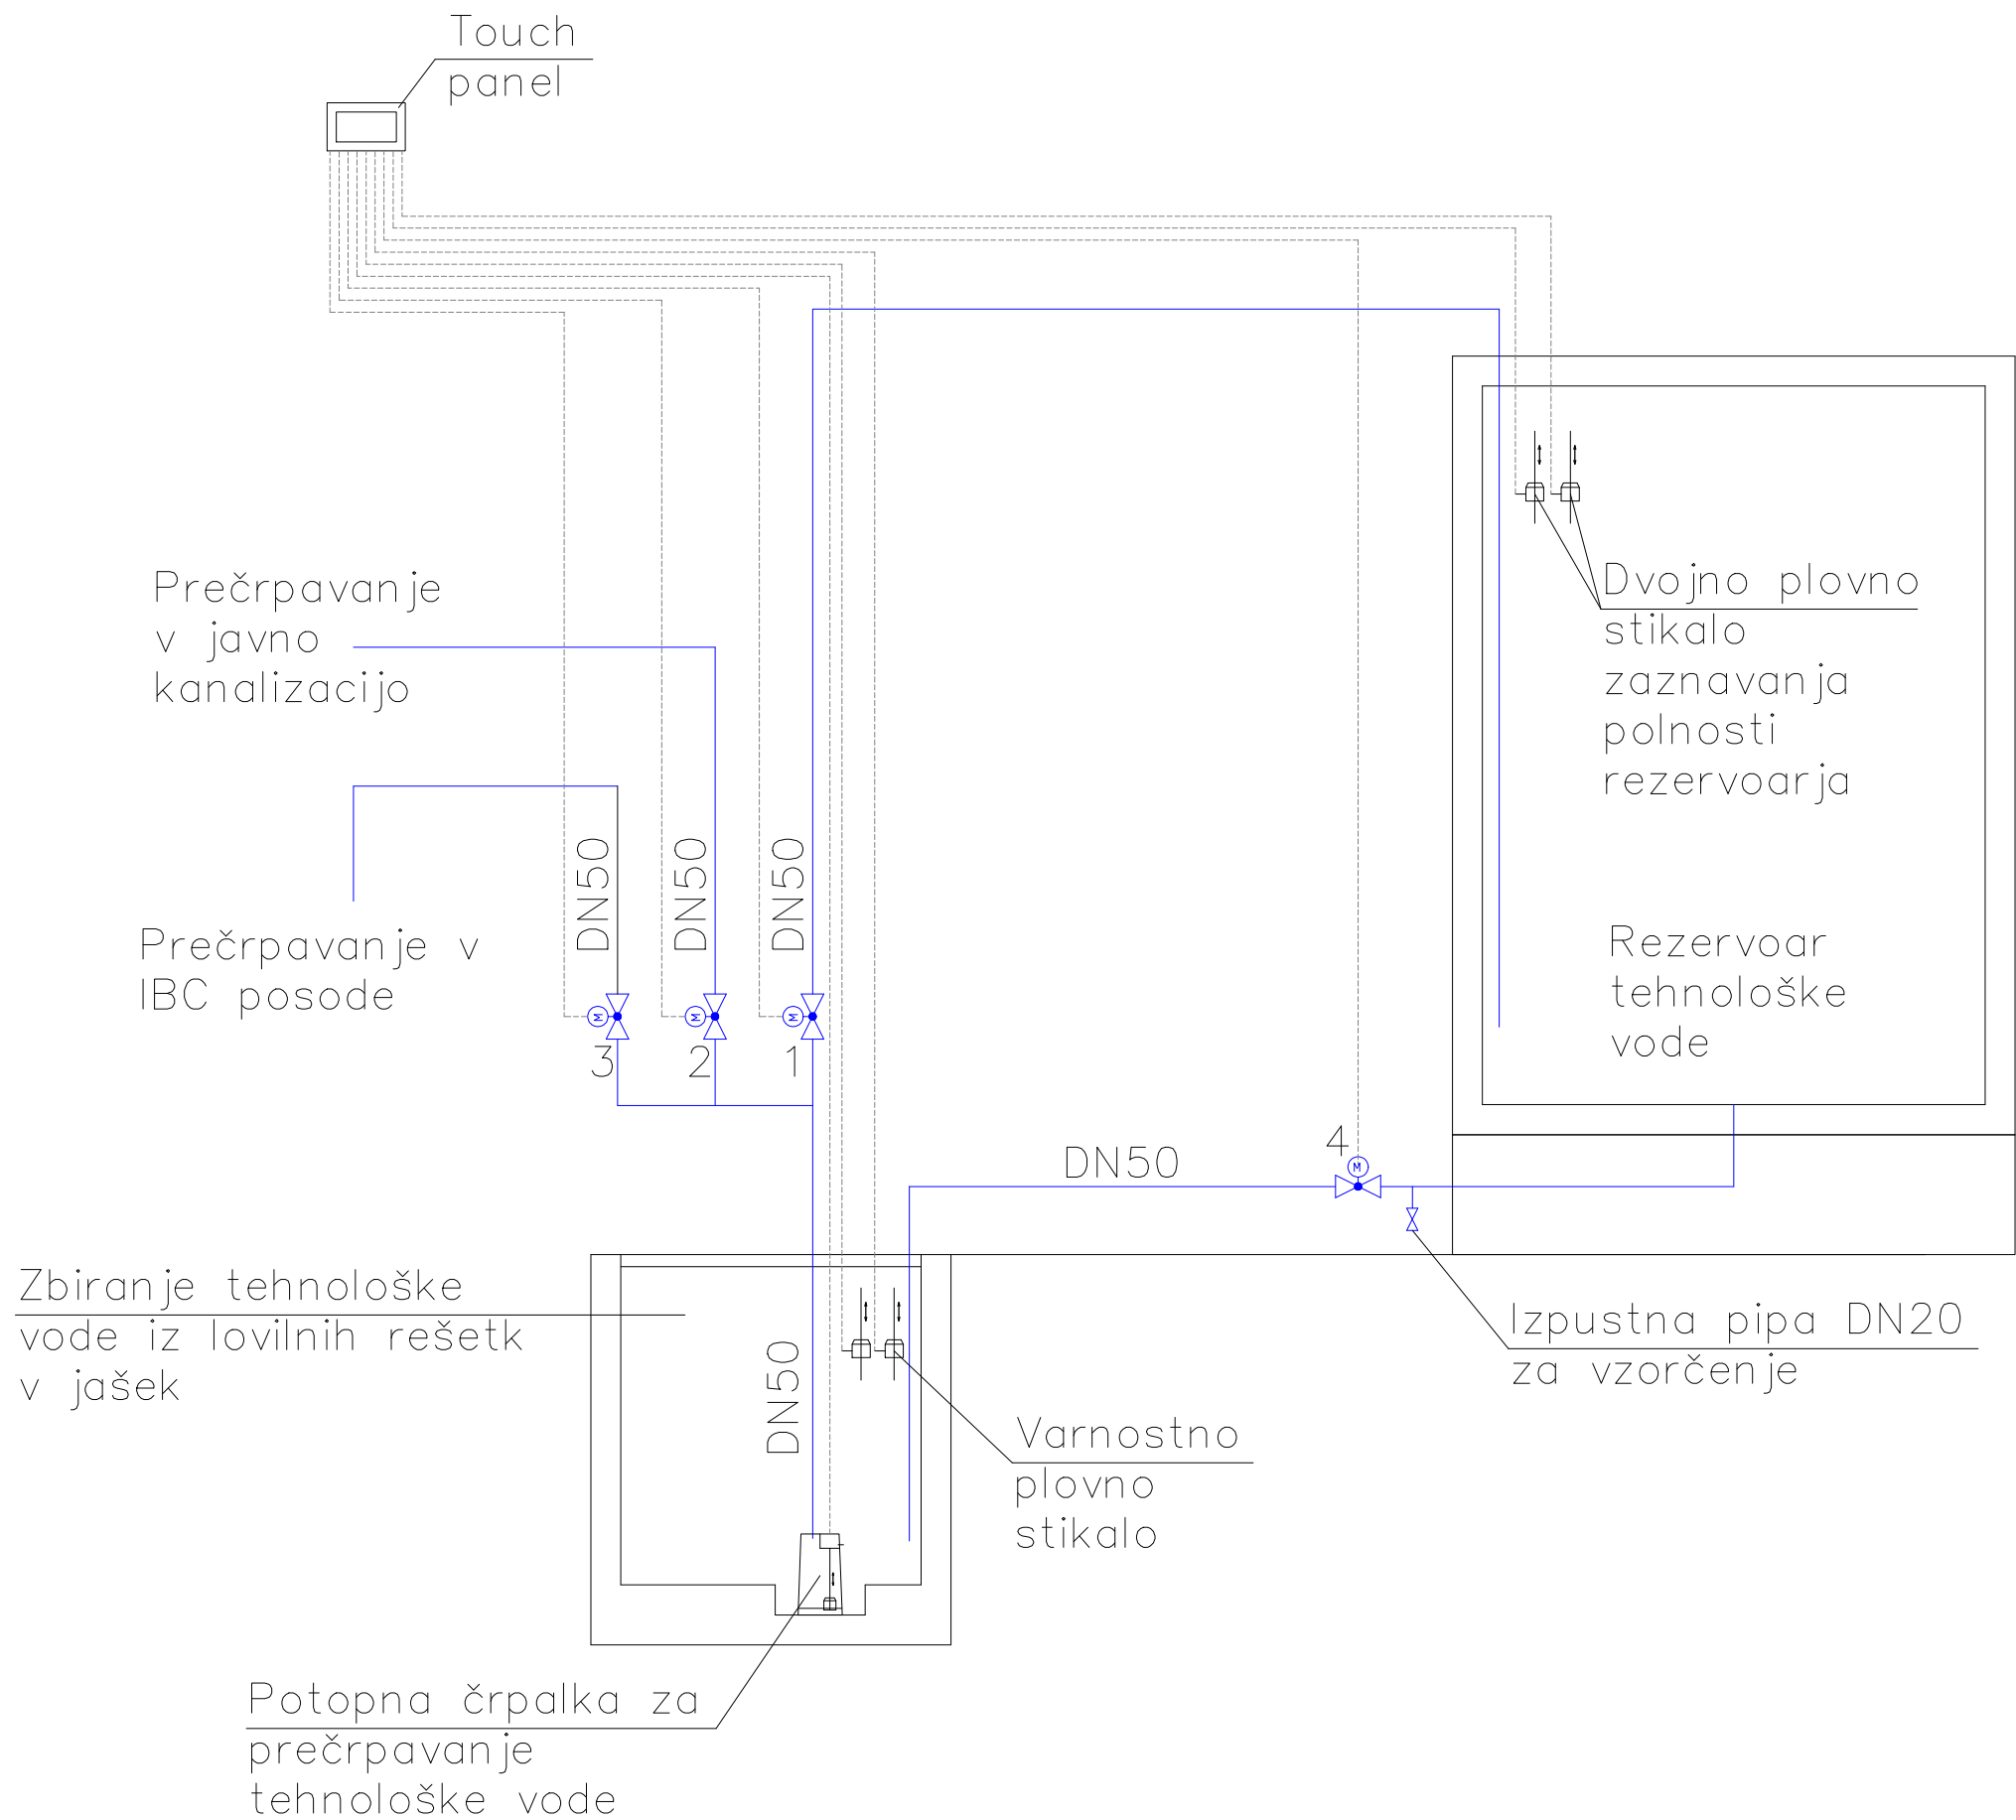 Touch
panel
Prečrpavanje
v javno
kanalizacijo
Dvojno plovno
stikalo
zaznavanja
polnosti
rezervoarja
DN50
DN50
DN50
Prečrpavanje v
IBC posode
Rezervoar
tehnološke
vode
M
M
M
3
2
1
4
M
DN50
Zbiranje tehnološke
vode iz lovilnih rešetk
v jašek
DN50
Izpustna pipa DN20
za vzorčenje
Varnostno
plovno
stikalo
Potopna črpalka za
prečrpavanje
tehnološke vode